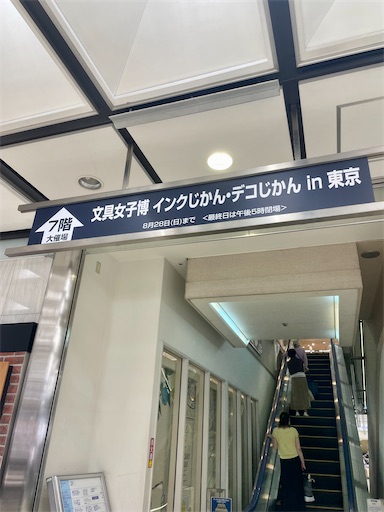 7階
大催場
文具女子博 インクじかん・デコじかん in 東京
8月28日(日)まで <最終日は午後5時閉場>